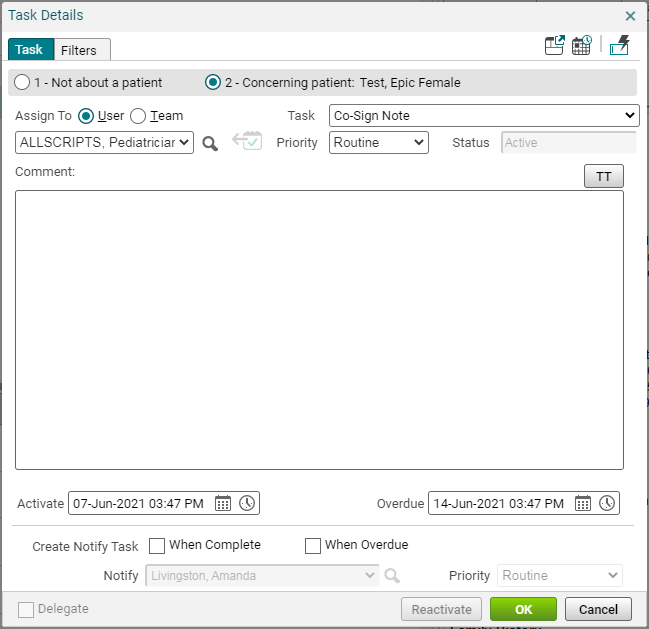 Task Details
Task Filters
1 - Not about a patient 2 - Concerning patient: Test, Epic Female
Assign To User Team Task Co-Sign Note
ALLSCRIPTS, Pediatriciar Priority Routine Status Active
Comment:
TT
Activate 07-Jun-2021 03:47 PM Overdue 14-Jun-2021 03:47 PM
Create Notify Task When Complete When Overdue
Notify Livingston, Amanda Priority Routine
Delegate Reactivate OK Cancel